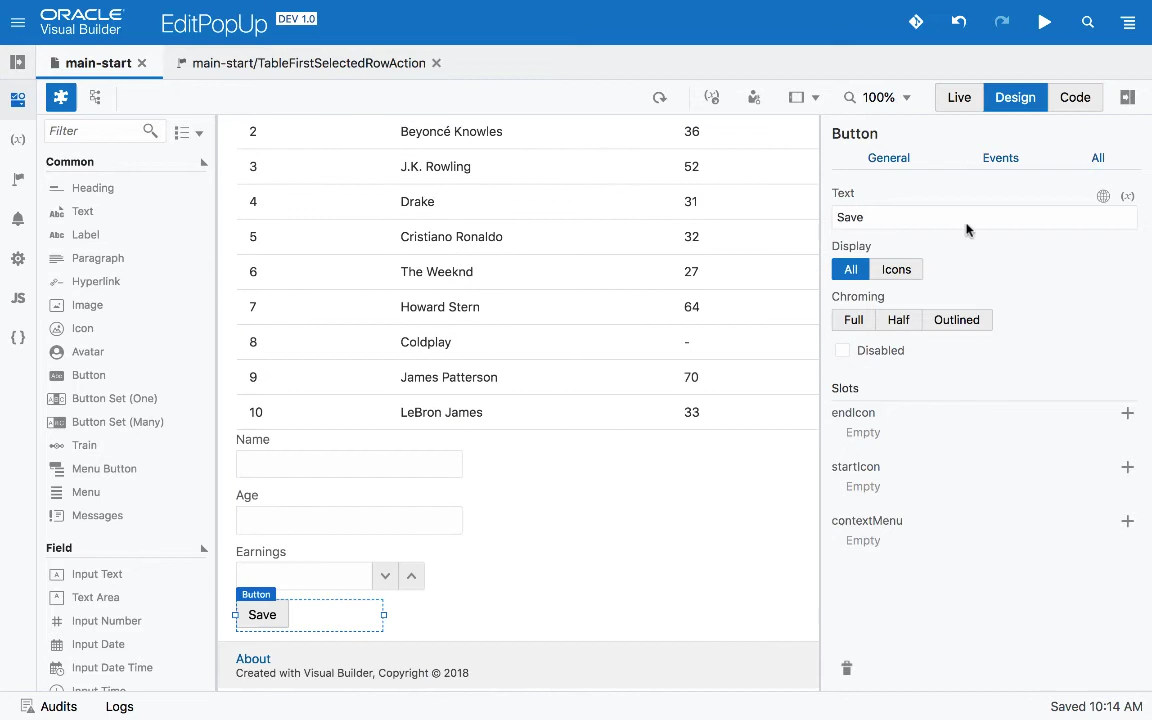 ORACLE
Visual Builder
EditPopUp
DEV 1.0
main-start
main-start/TableFirstSelectedRowAction
100%
Live
Design
Code
(x)
JS
{ }
Filter
Common
Heading
Abc Text
Abc Label
Paragraph
Hyperlink
Image
Icon
Avatar
Button
Button Set (One)
Button Set (Many)
Train
Menu Button
Menu
Messages
Field
Input Text
Text Area
# Input Number
Input Date
Input Date Time
Input Time
2 Beyoncé Knowles 36
3 J.K. Rowling 52
4 Drake 31
5 Cristiano Ronaldo 32
6 The Weeknd 27
7 Howard Stern 64
8 Coldplay -
9 James Patterson 70
10 LeBron James 33
Name
Age
Earnings
Button
Save
About
Created with Visual Builder, Copyright © 2018
Button
General Events All
Text
(x)
Save
Display
All Icons
Chroming
Full Half Outlined
Disabled
Slots
endIcon
Empty
startIcon
Empty
contextMenu
Empty
Audits
Logs
Saved 10:14 AM